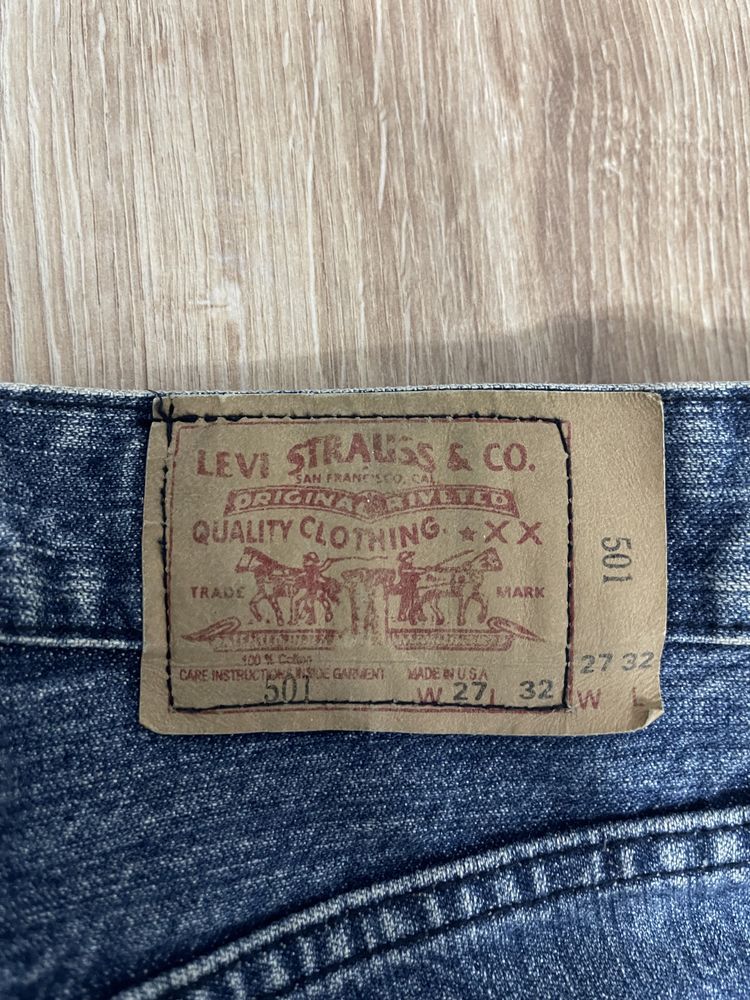 LEVI STRAUSS & CO.
SAN FRANCISCO, CAL
ORIGINAL RIVETED
QUALITY CLOTHING. ★ X X
TRADE MARK
100 % Cotton
CARE INSTRUCTIONS INSIDE GARMENT MADE IN U S A
501 W 27 L 32
501
27 32
W L